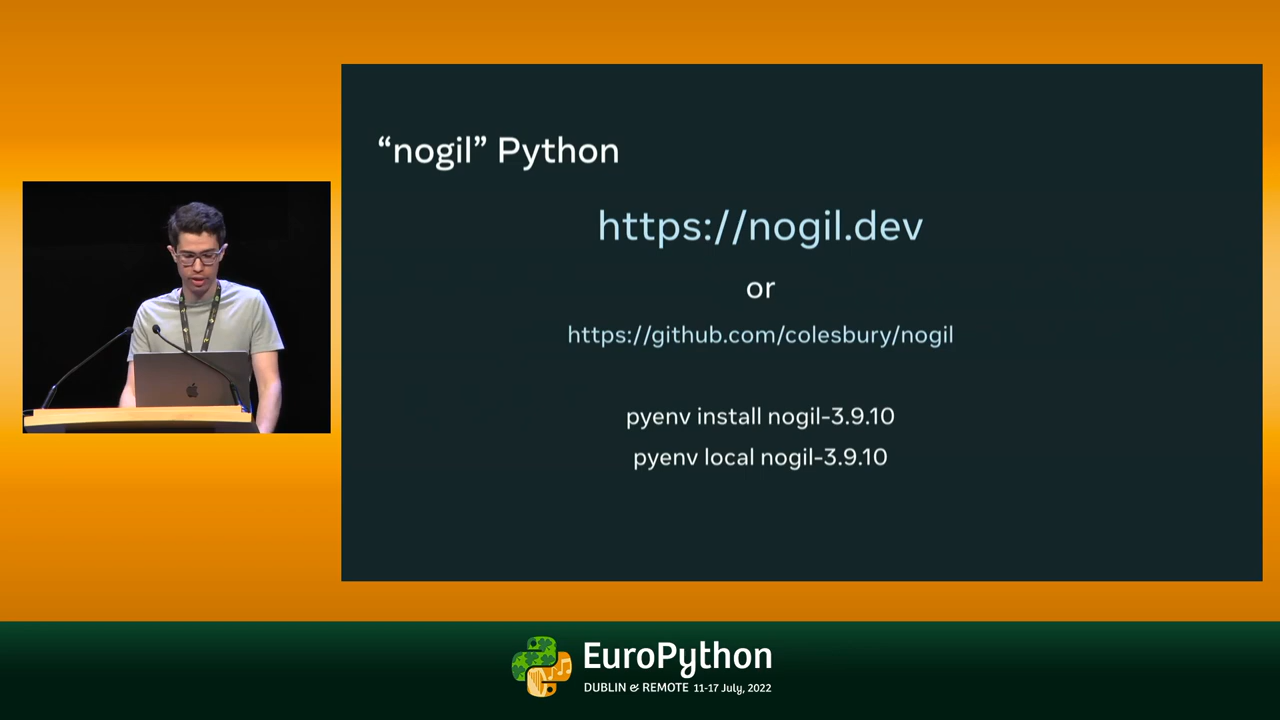 “nogil” Python
https://nogil.dev
or
https://github.com/colesbury/nogil
pyenv install nogil-3.9.10
pyenv local nogil-3.9.10
EuroPython
DUBLIN & REMOTE 11-17 July, 2022